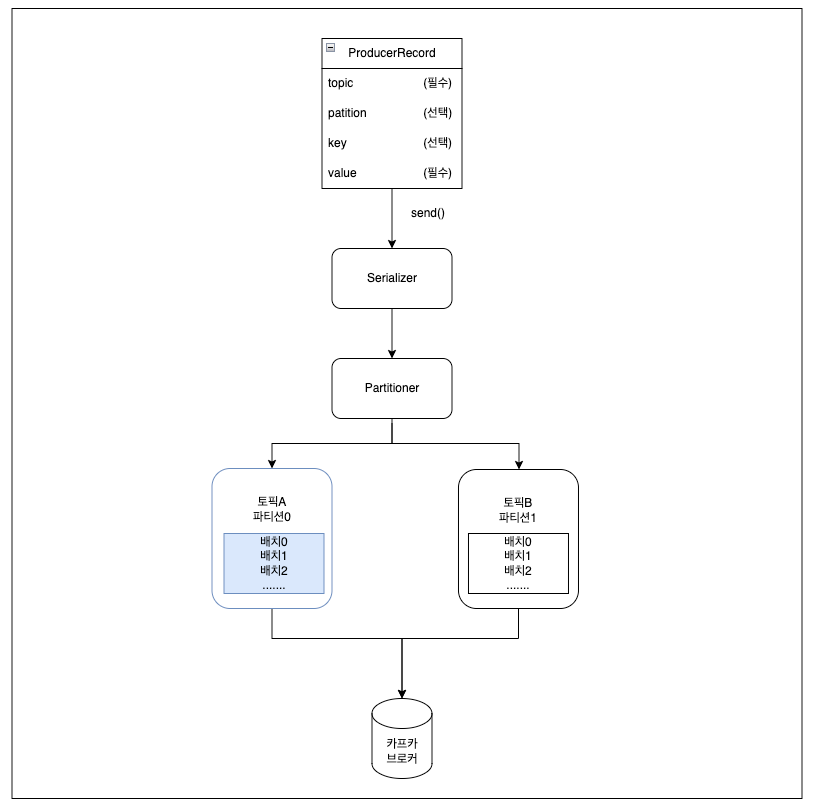 ProducerRecord
topic (필수)
patition (선택)
key (선택)
value (필수)
send()
Serializer
Partitioner
토픽A
파티션0
배치0
배치1
배치2
.......
토픽B
파티션1
배치0
배치1
배치2
.......
카프카
브로커